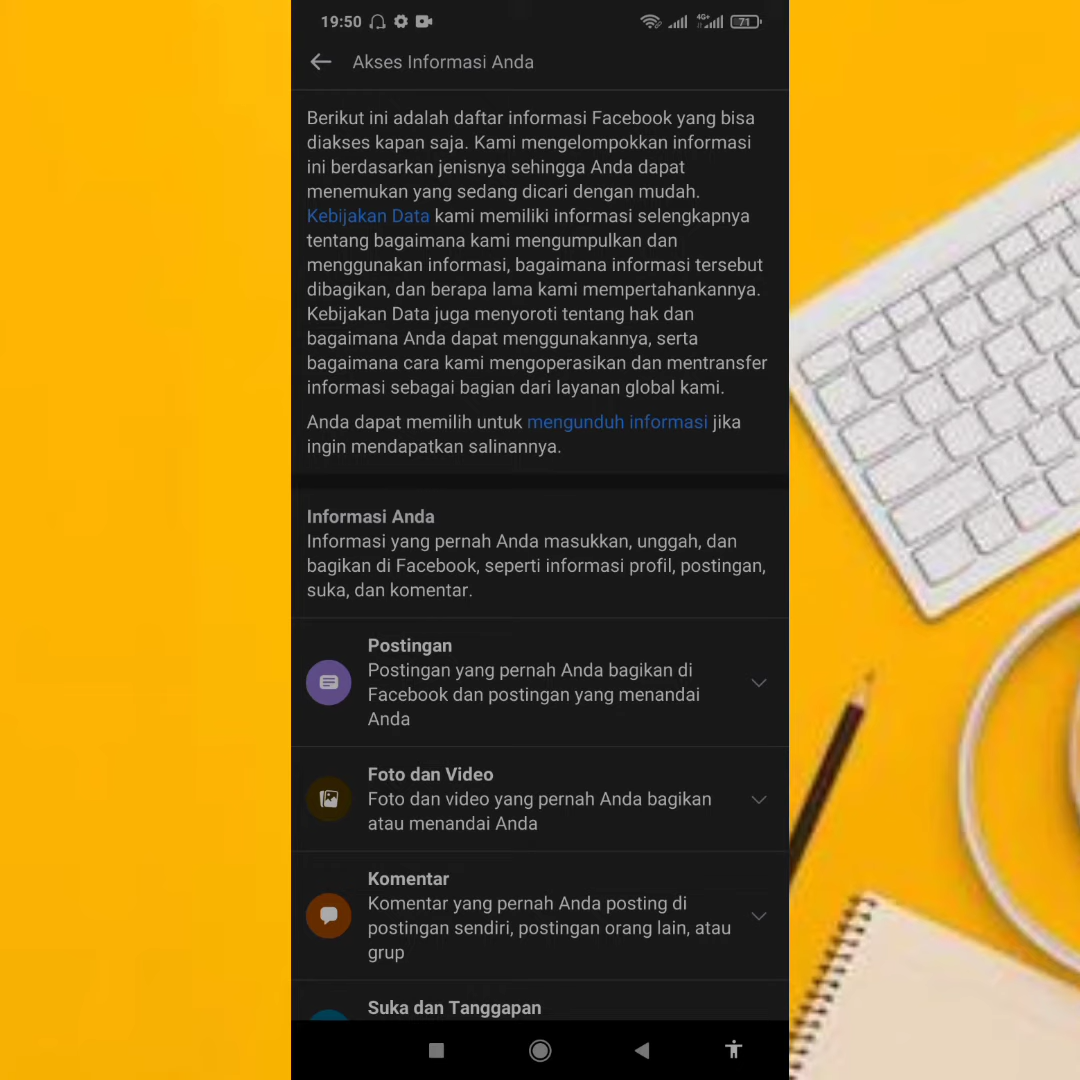 19:50
4G+
71
Akses Informasi Anda
Berikut ini adalah daftar informasi Facebook yang bisa
diakses kapan saja. Kami mengelompokkan informasi
ini berdasarkan jenisnya sehingga Anda dapat
menemukan yang sedang dicari dengan mudah.
Kebijakan Data kami memiliki informasi selengkapnya
tentang bagaimana kami mengumpulkan dan
menggunakan informasi, bagaimana informasi tersebut
dibagikan, dan berapa lama kami mempertahankannya.
Kebijakan Data juga menyoroti tentang hak dan
bagaimana Anda dapat menggunakannya, serta
bagaimana cara kami mengoperasikan dan mentransfer
informasi sebagai bagian dari layanan global kami.
Anda dapat memilih untuk mengunduh informasi jika
ingin mendapatkan salinannya.
Informasi Anda
Informasi yang pernah Anda masukkan, unggah, dan
bagikan di Facebook, seperti informasi profil, postingan,
suka, dan komentar.
Postingan
Postingan yang pernah Anda bagikan di
Facebook dan postingan yang menandai
Anda
Foto dan Video
Foto dan video yang pernah Anda bagikan
atau menandai Anda
Komentar
Komentar yang pernah Anda posting di
postingan sendiri, postingan orang lain, atau
grup
Suka dan Tanggapan